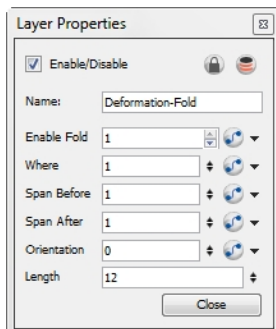 Layer Properties
Enable/Disable
Name: Deformation-Fold
Enable Fold 1
Where 1
Span Before 1
Span After 1
Orientation 0
Length 12
Close